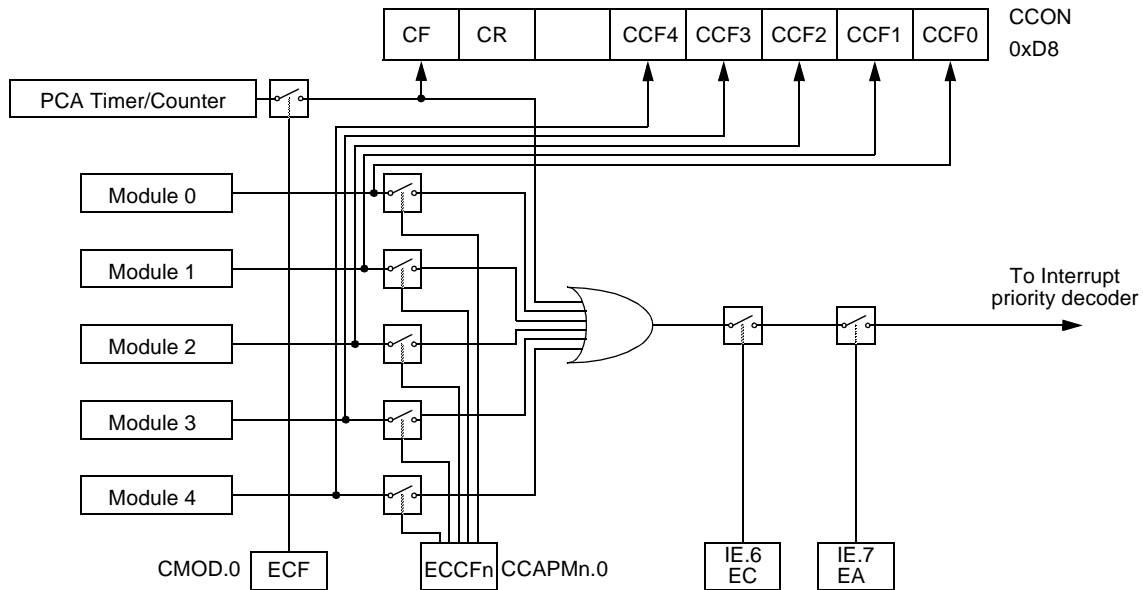 CF CR CCF4 CCF3 CCF2 CCF1 CCF0 CCON
0xD8
PCA Timer/Counter
Module 0
Module 1
Module 2
Module 3
Module 4
To Interrupt
priority decoder
CMOD.0 ECF
ECCFn CCAPMn.0
IE.6
EC
IE.7
EA